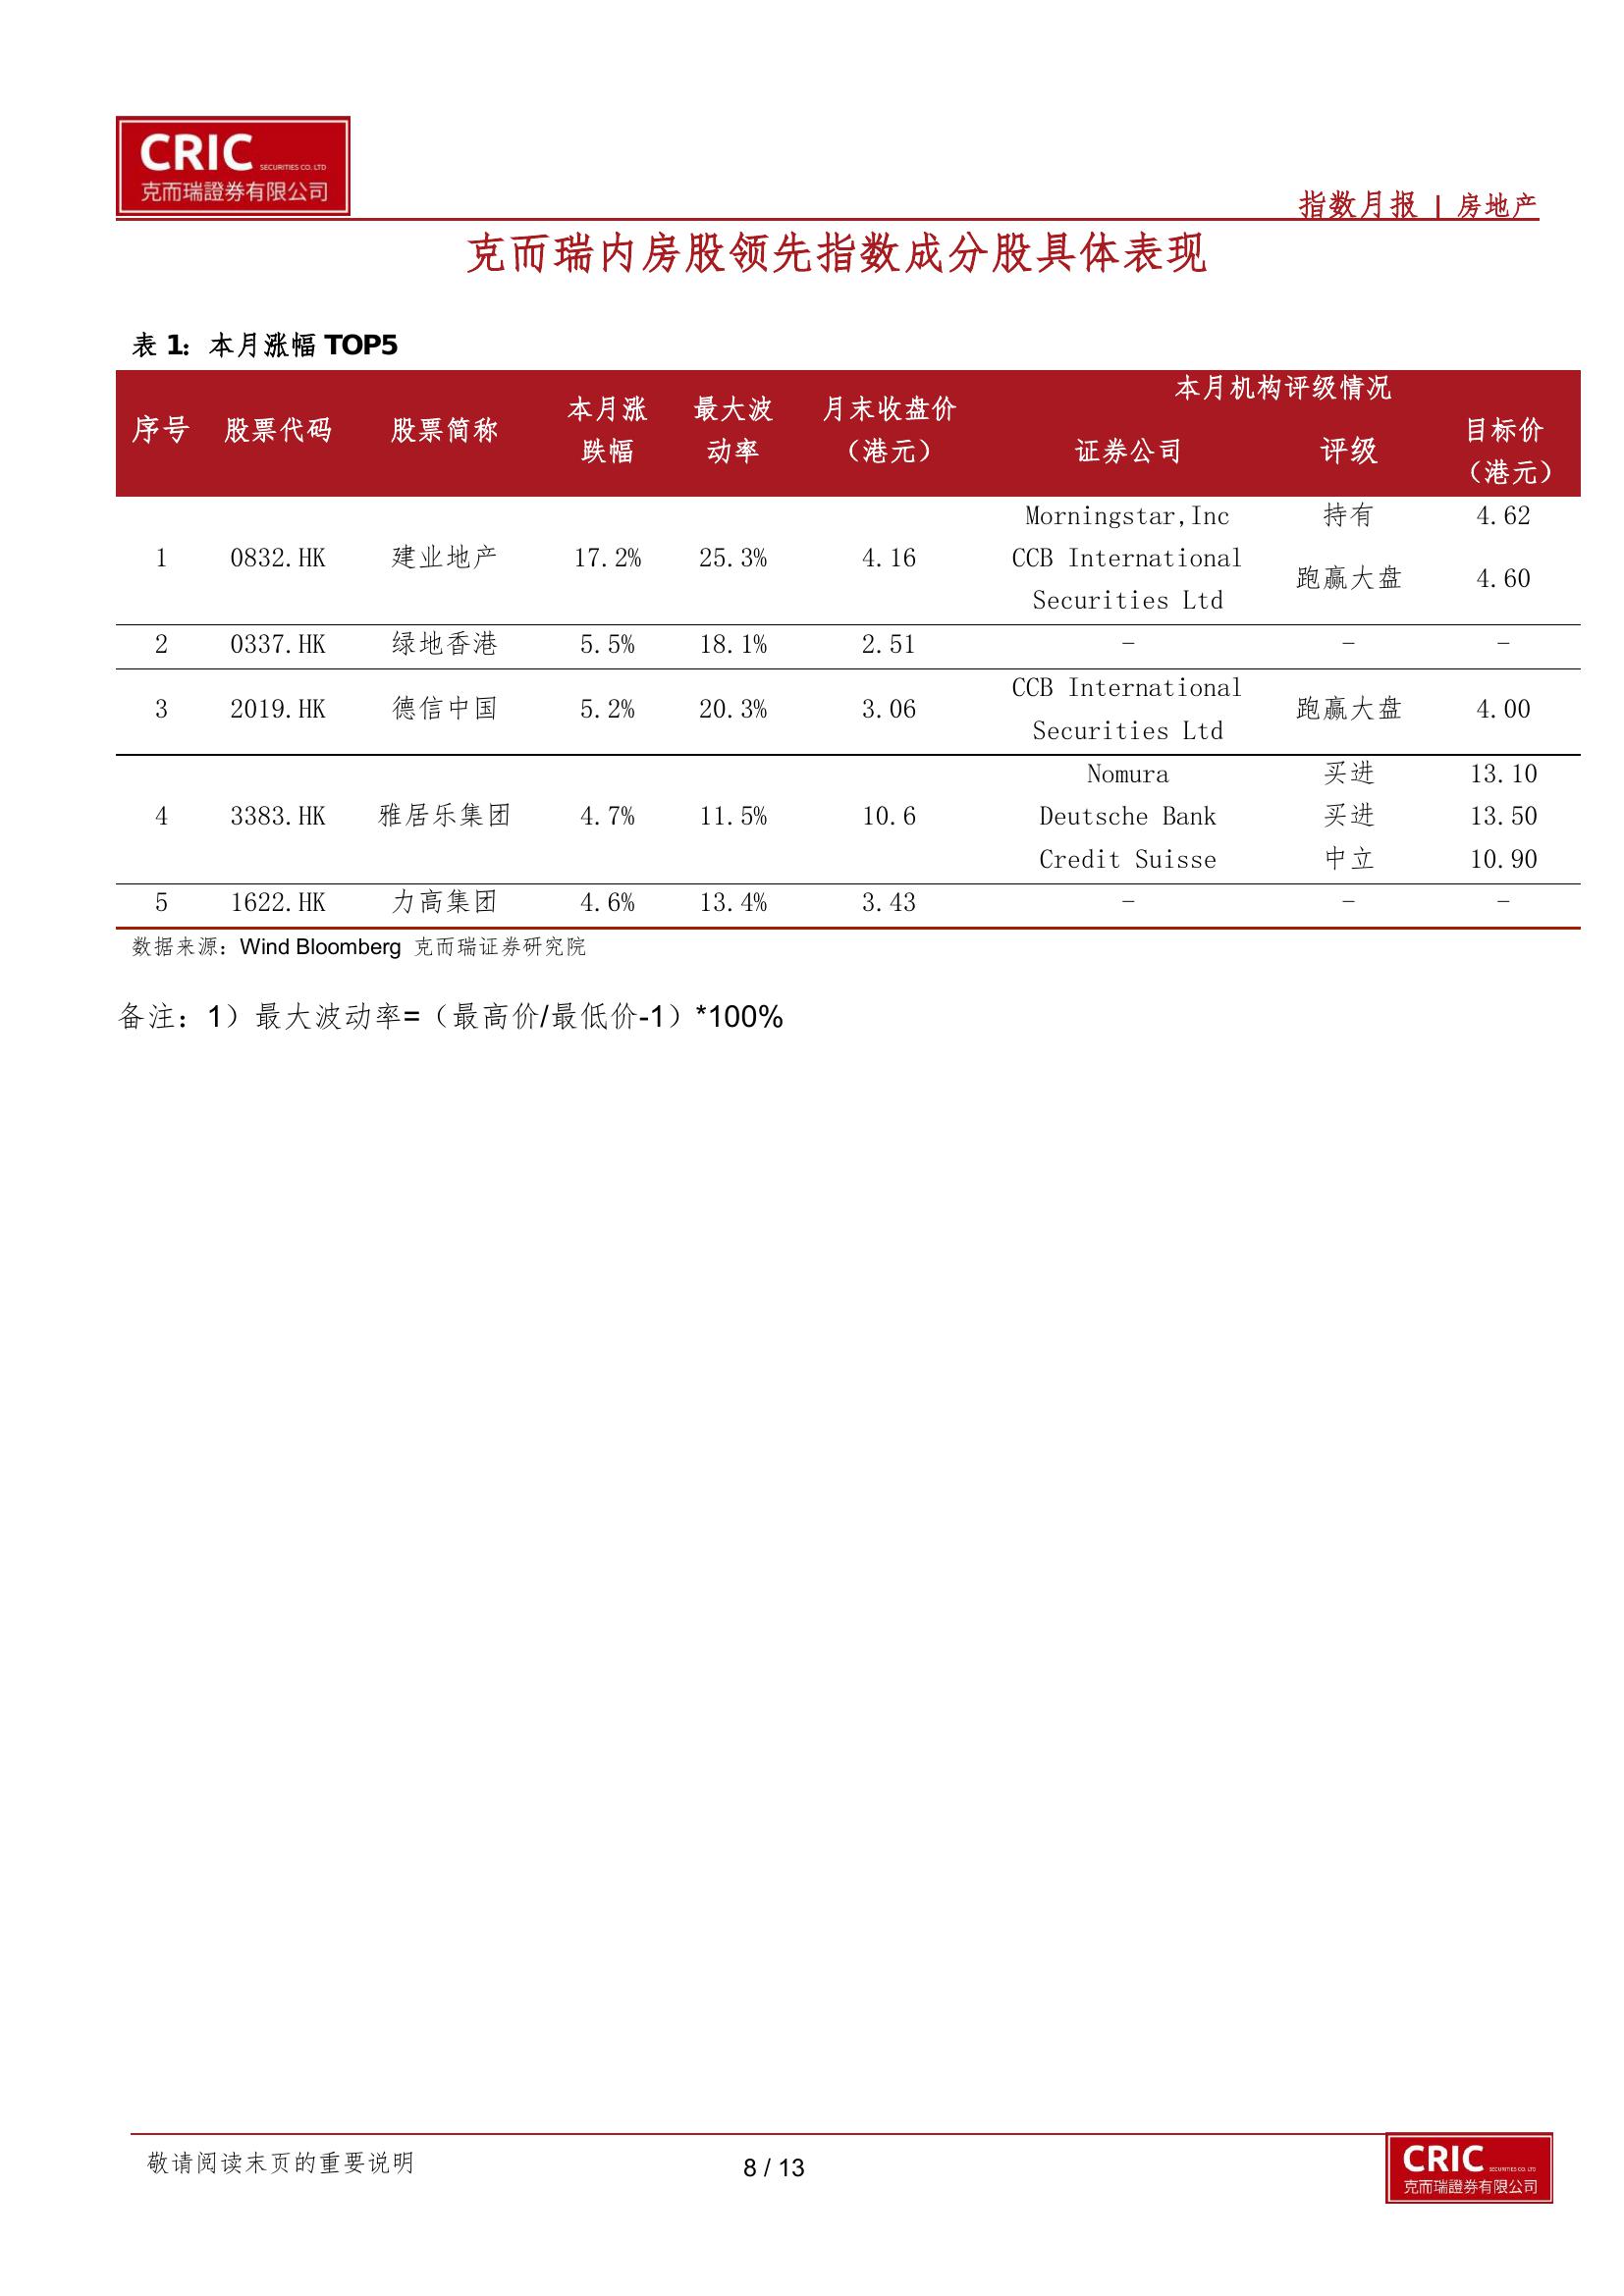 CRIC SECURITIES CO. LTD
克而瑞證券有限公司
指数月报 | 房地产
克而瑞内房股领先指数成分股具体表现
表 1：本月涨幅 TOP5
序号 股票代码 股票简称 本月涨跌幅 最大波动率 月末收盘价（港元） 本月机构评级情况
证券公司 评级 目标价（港元）
1 0832.HK 建业地产 17.2% 25.3% 4.16 Morningstar,Inc 持有 4.62
CCB International Securities Ltd 跑赢大盘 4.60
2 0337.HK 绿地香港 5.5% 18.1% 2.51 - - -
3 2019.HK 德信中国 5.2% 20.3% 3.06 CCB International Securities Ltd 跑赢大盘 4.00
4 3383.HK 雅居乐集团 4.7% 11.5% 10.6 Nomura 买进 13.10
Deutsche Bank 买进 13.50
Credit Suisse 中立 10.90
5 1622.HK 力高集团 4.6% 13.4% 3.43 - - -
数据来源：Wind Bloomberg 克而瑞证券研究院
备注：1）最大波动率=（最高价/最低价-1）*100%
敬请阅读末页的重要说明
8 / 13
CRIC SECURITIES CO. LTD
克而瑞證券有限公司